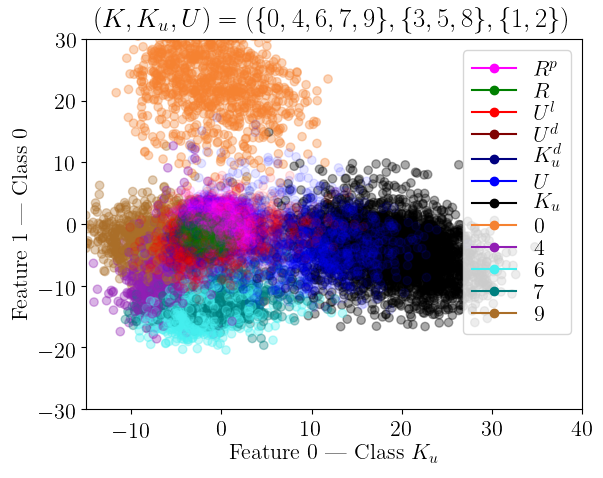 (K, K_u, U) = ({0, 4, 6, 7, 9}, {3, 5, 8}, {1, 2})
30
20
10
0
−10
−20
−30
Feature 1 — Class 0
−10 0 10 20 30 40
Feature 0 — Class K_u
R^p
R
U^l
U^d
K_u^d
U
K_u
0
4
6
7
9